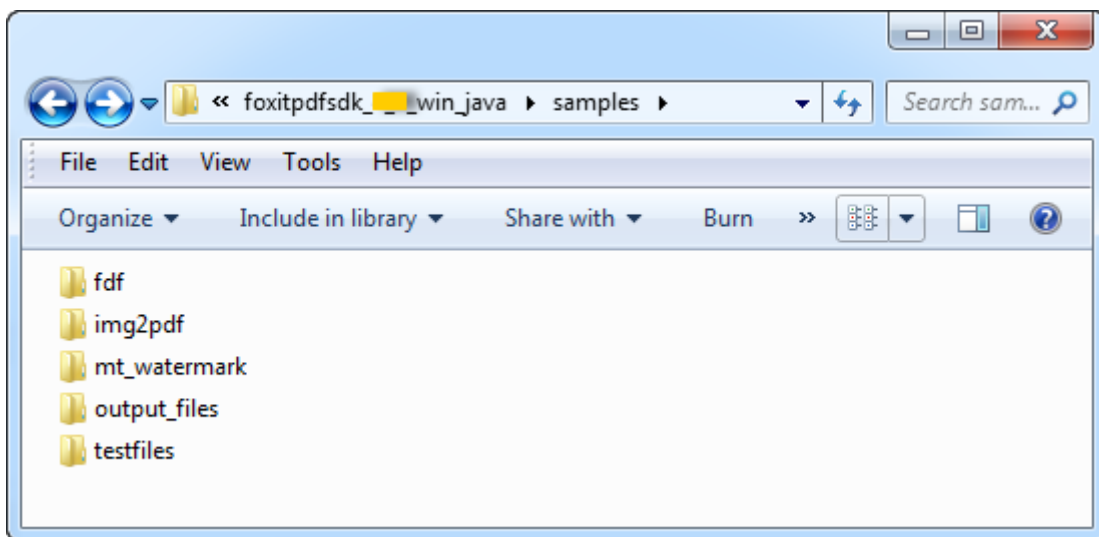 « foxitpdfsdk_ _ _win_java ▸ samples ▸ Search sam...
File Edit View Tools Help
Organize Include in library Share with Burn »
fdf
img2pdf
mt_watermark
output_files
testfiles